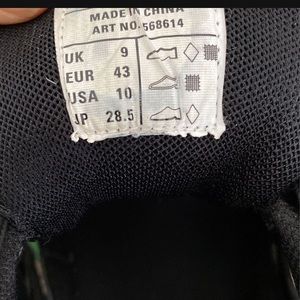 MADE IN CHINA
ART NO. 568614
UK 9
EUR 43
USA 10
JP 28.5